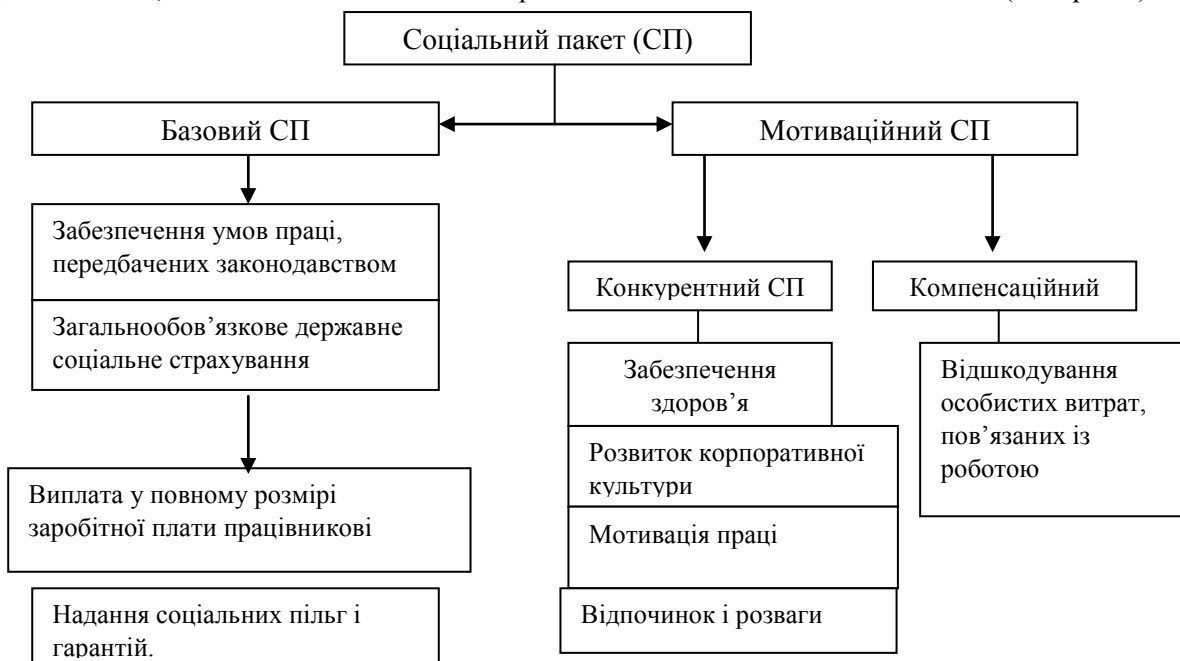 Соціальний пакет (СП)
Базовий СП
Мотиваційний СП
Забезпечення умов праці,
передбачених законодавством
Загальнообов’язкове державне
соціальне страхування
Виплата у повному розмірі
заробітної плати працівникові
Надання соціальних пільг і
гарантій.
Конкурентний СП
Забезпечення
здоров’я
Розвиток корпоративної
культури
Мотивація праці
Відпочинок і розваги
Компенсаційний
Відшкодування
особистих витрат,
пов’язаних із
роботою